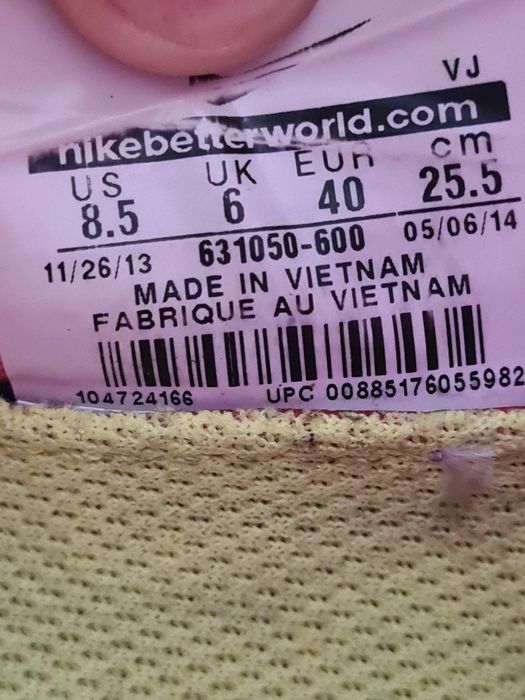 VJ
nikebetterworld.com
US UK EUR cm
8.5 6 40 25.5
11/26/13 631050-600 05/06/14
MADE IN VIETNAM
FABRIQUE AU VIETNAM
104724166 UPC 00885176055982